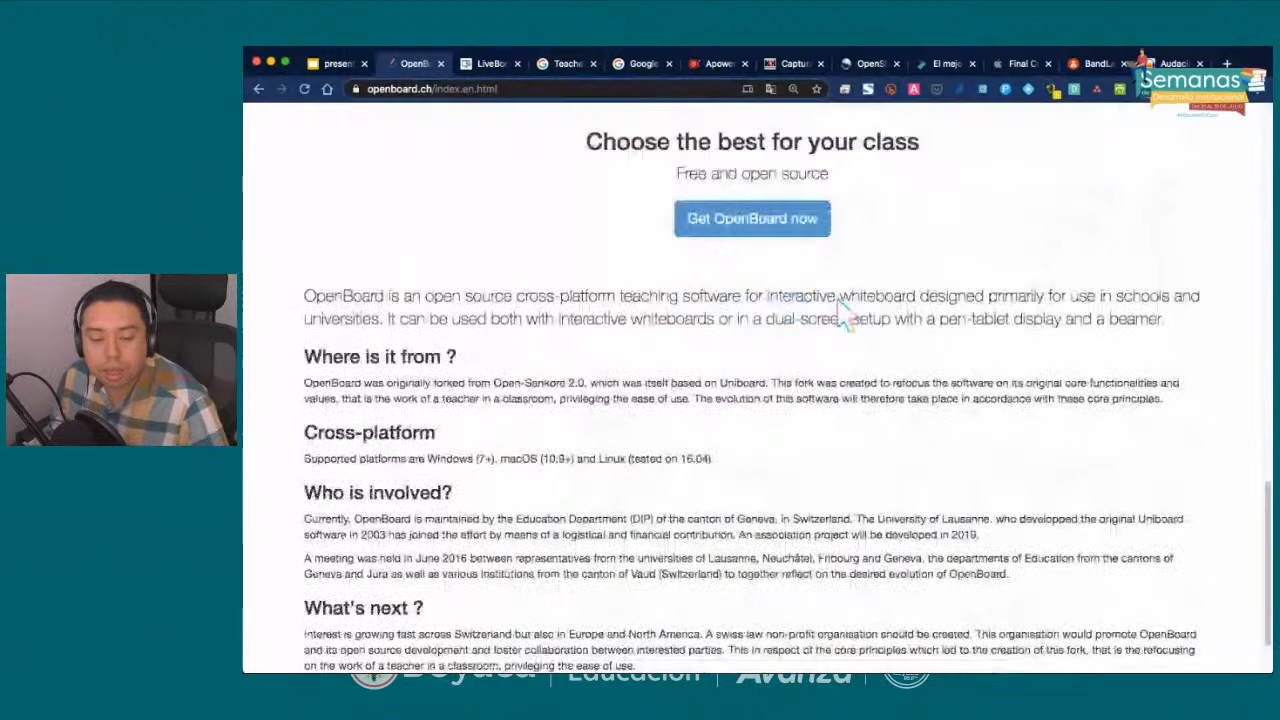 present
OpenB
LiveBo
Teache
Google
Apower
Captur
OpenS
El mejo
Final C
BandL
Audaci
openboard.ch/index.en.html
Semanas
Desarrollo Institucional
Choose the best for your class
Free and open source
Get OpenBoard now
OpenBoard is an open source cross-platform teaching software for interactive whiteboard designed primarily for use in schools and
universities. It can be used both with interactive whiteboards or in a dual-screen setup with a pen-tablet display and a beamer.
Where is it from ?
OpenBoard was originally forked from Open-Sankoré 2.0, which was itself based on Uniboard. This fork was created to refocus the software on its original core functionalities and
values, that is the work of a teacher in a classroom, privileging the ease of use. The evolution of this software will therefore take place in accordance with these core principles.
Cross-platform
Supported platforms are Windows (7+), macOS (10.9+) and Linux (tested on 16.04).
Who is involved?
Currently, OpenBoard is maintained by the Education Department (DIP) of the canton of Geneva, in Switzerland. The University of Lausanne, who developped the original Uniboard
software in 2003 has joined the effort by means of a logistical and financial contribution. An association project will be developed in 2019.
A meeting was held in June 2016 between representatives from the universities of Lausanne, Neuchâtel, Fribourg and Geneva, the departments of Education from the cantons of
Geneva and Jura as well as various institutions from the canton of Vaud (Switzerland) to together reflect on the desired evolution of OpenBoard.
What's next ?
Interest is growing fast across Switzerland but also in Europe and North America. A swiss law non-profit organisation should be created. This organisation would promote OpenBoard
and its open source development and foster collaboration between interested parties. This in respect of the core principles which led to the creation of this fork, that is the refocusing
on the work of a teacher in a classroom, privileging the ease of use.
Boyacá | Educación | Avanza